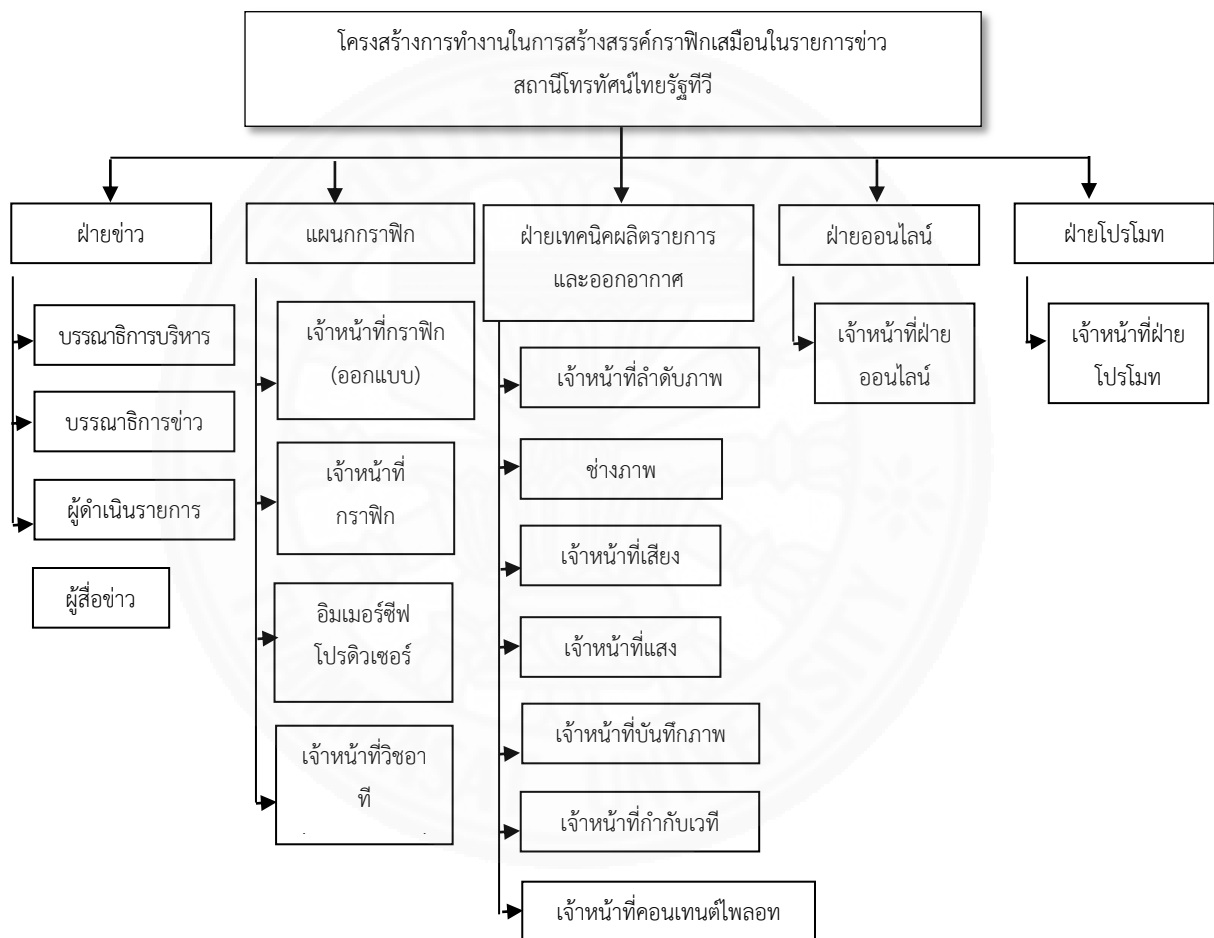 โครงสร้างการทำงานในการสร้างสรรค์กราฟิกเสมือนในรายการข่าว
สถานีโทรทัศน์ไทยรัฐทีวี
ฝ่ายข่าว
บรรณาธิการบริหาร
บรรณาธิการข่าว
ผู้ดำเนินรายการ
ผู้สื่อข่าว
แผนกกราฟิก
เจ้าหน้าที่กราฟิก
(ออกแบบ)
เจ้าหน้าที่
กราฟิก
อิมเมอร์ซีฟ
โปรดิวเซอร์
เจ้าหน้าที่วิชอา
ที
ฝ่ายเทคนิคผลิตรายการ
และออกอากาศ
เจ้าหน้าที่ลำดับภาพ
ช่างภาพ
เจ้าหน้าที่เสียง
เจ้าหน้าที่แสง
เจ้าหน้าที่บันทึกภาพ
เจ้าหน้าที่กำกับเวที
เจ้าหน้าที่คอนเทนต์ไพลอท
ฝ่ายออนไลน์
เจ้าหน้าที่ฝ่าย
ออนไลน์
ฝ่ายโปรโมท
เจ้าหน้าที่ฝ่าย
โปรโมท